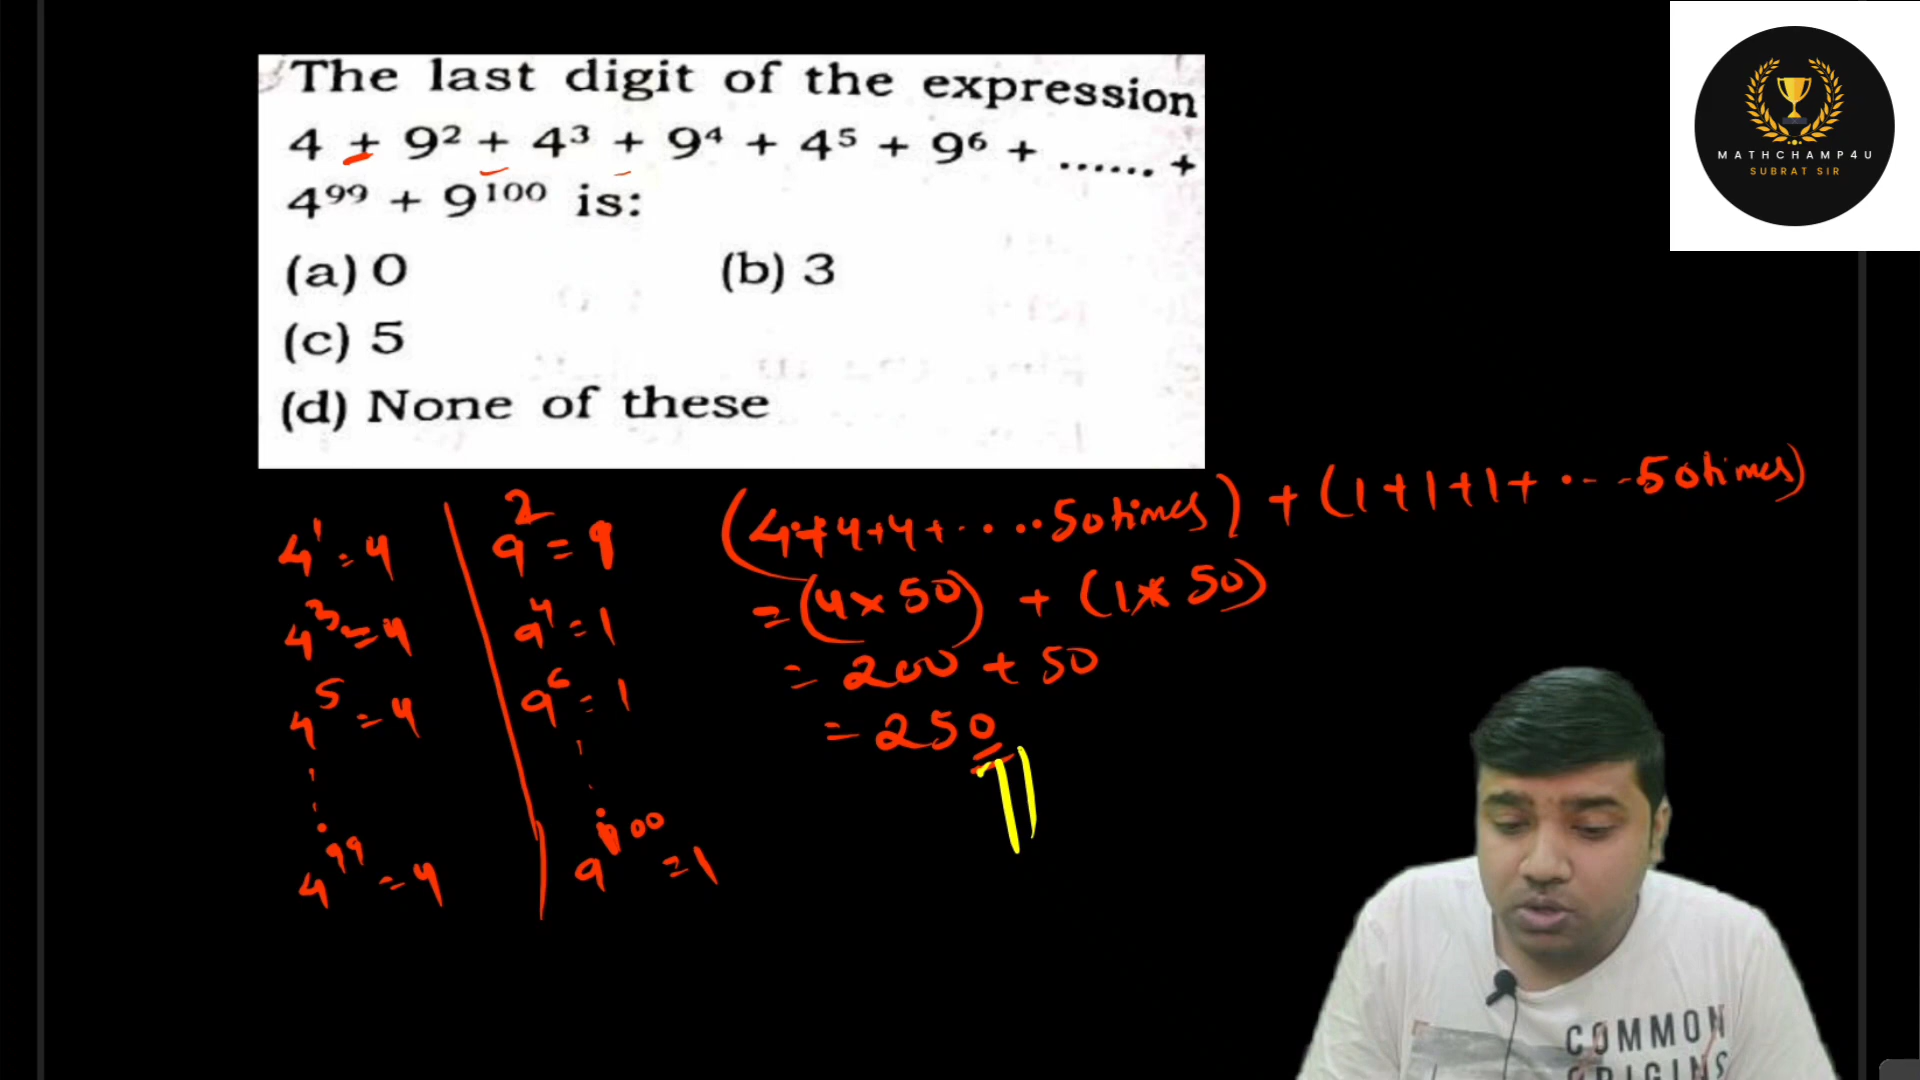 The last digit of the expression
4 + 9² + 4³ + 9⁴ + 4⁵ + 9⁶ + ...... +
4⁹⁹ + 9¹⁰⁰ is:
(a) 0 (b) 3
(c) 5
(d) None of these
MATHCHAMP4U
SUBRAT SIR
4¹ = 4
4³ = 4
4⁵ = 4
4⁹⁹ = 4
9² = 9
9⁴ = 1
9⁶ = 1
9¹⁰⁰ = 1
(4+4+4+.....50 times) + (1+1+1+...-50 times)
= (4 × 50) + (1 × 50)
= 200 + 50
= 250
COMMON
ORIGINS